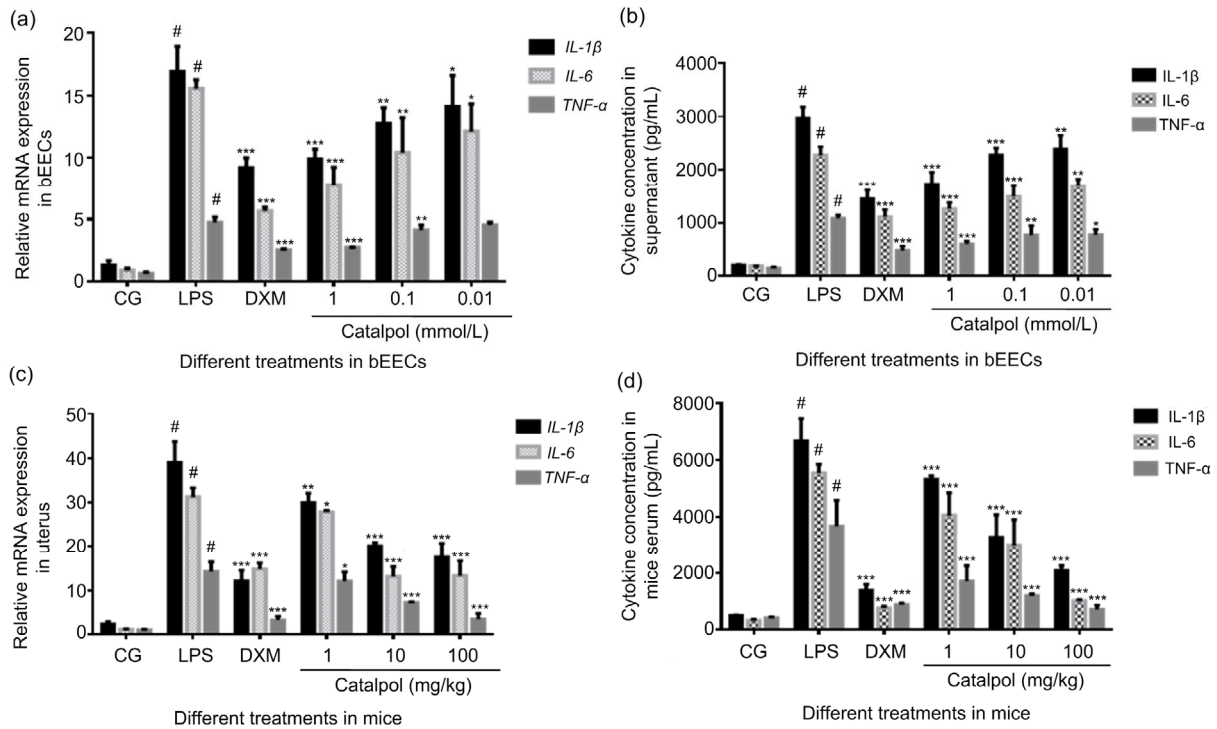 (a)
Relative mRNA expression
in bEECs
20
15
10
5
0
# # #
*** *** ***
*** *** ***
** ** **
* *
CG LPS DXM 1 0.1 0.01
Catalpol (mmol/L)
Different treatments in bEECs
IL-1β
IL-6
TNF-α
(b)
Cytokine concentration in
supernatant (pg/mL)
4000
3000
2000
1000
0
# # #
*** *** ***
*** *** ***
*** *** **
** ** *
CG LPS DXM 1 0.1 0.01
Catalpol (mmol/L)
Different treatments in bEECs
IL-1β
IL-6
TNF-α
(c)
Relative mRNA expression
in uterus
50
40
30
20
10
0
# # #
*** *** ***
** * *
*** *** ***
*** *** ***
CG LPS DXM 1 10 100
Catalpol (mg/kg)
Different treatments in mice
IL-1β
IL-6
TNF-α
(d)
Cytokine concentration in
mice serum (pg/mL)
8000
6000
4000
2000
0
# # #
*** *** ***
*** *** ***
*** *** ***
*** *** ***
CG LPS DXM 1 10 100
Catalpol (mg/kg)
Different treatments in mice
IL-1β
IL-6
TNF-α